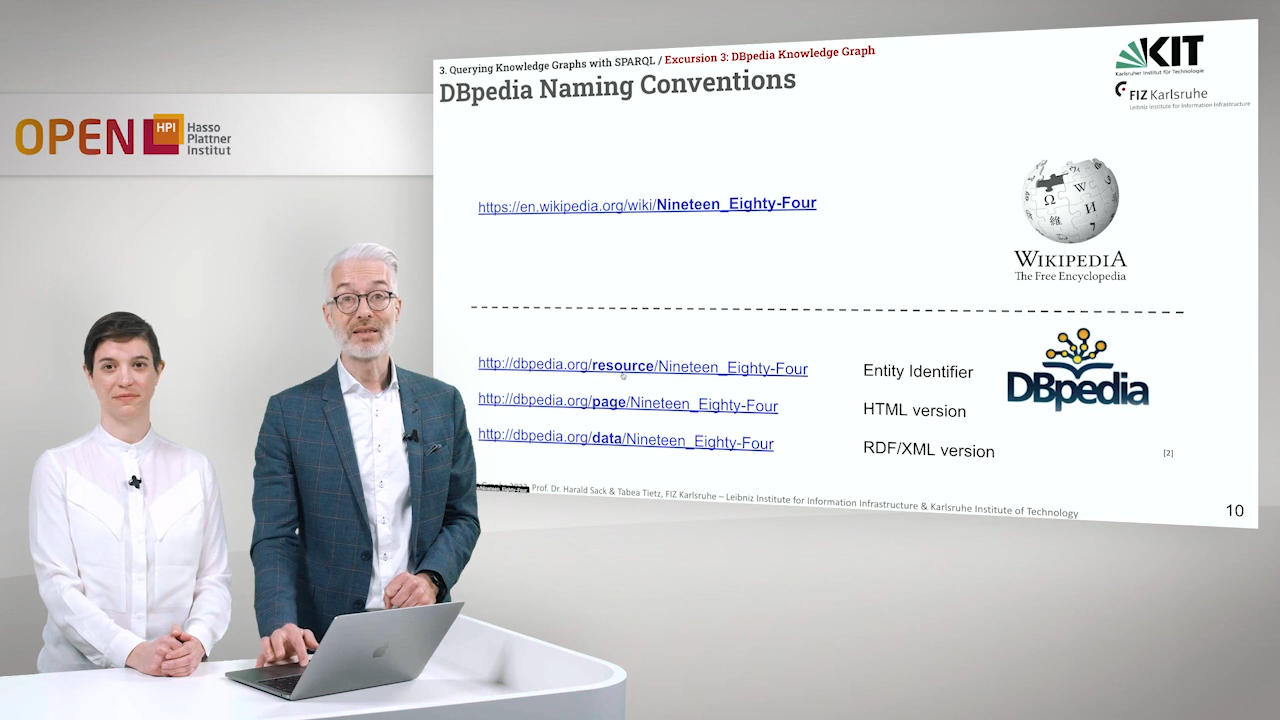 3. Querying Knowledge Graphs with SPARQL / Excursion 3: DBpedia Knowledge Graph
DBpedia Naming Conventions
KIT
Karlsruher Institut für Technologie
FIZ Karlsruhe
Leibniz Institute for Information Infrastructure
OPEN HPI
Hasso
Plattner
Institut
https://en.wikipedia.org/wiki/Nineteen_Eighty-Four
Ω W И 維
WIKIPEDIA
The Free Encyclopedia
http://dbpedia.org/resource/Nineteen_Eighty-Four Entity Identifier
DBpedia
http://dbpedia.org/page/Nineteen_Eighty-Four HTML version
http://dbpedia.org/data/Nineteen_Eighty-Four RDF/XML version
[2]
Prof. Dr. Harald Sack & Tabea Tietz, FIZ Karlsruhe – Leibniz Institute for Information Infrastructure & Karlsruhe Institute of Technology
10